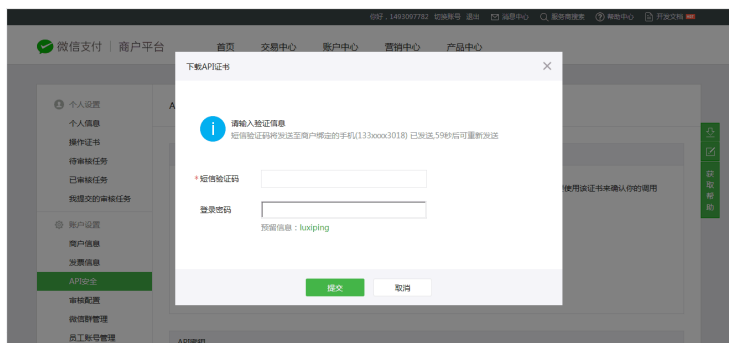 你好，1493097782 切换账号 退出 消息中心 服务商搜索 帮助中心 开发文档
微信支付 商户平台 首页 交易中心 账户中心 营销中心 产品中心
下载API证书
个人设置
个人信息
操作证书
待审核任务
已审核任务
我提交的审核任务
账户设置
商户信息
发票信息
API安全
审核配置
微信群管理
员工账号管理
请输入验证信息
短信验证码将发送至商户绑定的手机(133xxxx3018) 已发送,59秒后可重新发送
*短信验证码
登录密码
预留信息：luxiping
提交 取消
使用该证书来确认你的调用
获取帮助